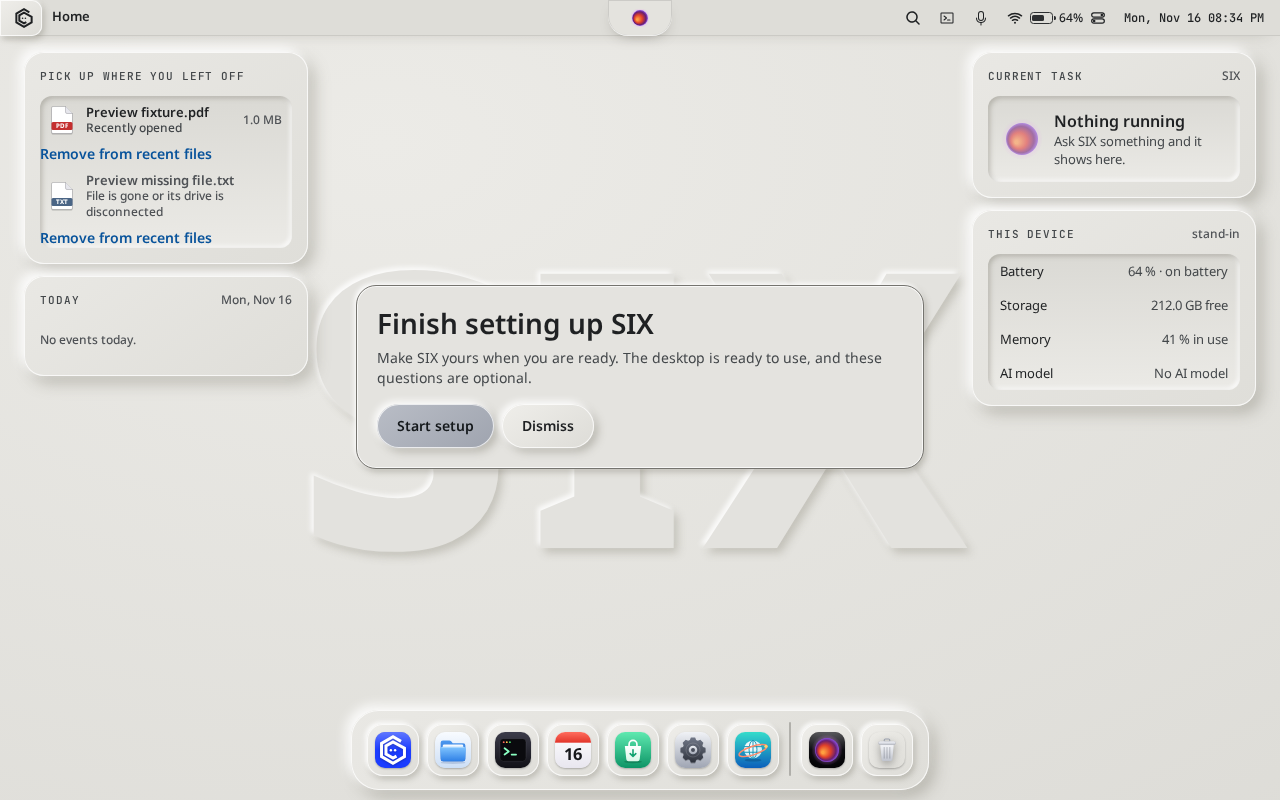 Home
64%
Mon, Nov 16 08:34 PM
PICK UP WHERE YOU LEFT OFF
PDF
Preview fixture.pdf
Recently opened
1.0 MB
Remove from recent files
TXT
Preview missing file.txt
File is gone or its drive is
disconnected
Remove from recent files
TODAY
Mon, Nov 16
No events today.
SIX
Finish setting up SIX
Make SIX yours when you are ready. The desktop is ready to use, and these
questions are optional.
Start setup
Dismiss
CURRENT TASK
SIX
Nothing running
Ask SIX something and it
shows here.
THIS DEVICE
stand-in
Battery
64 % · on battery
Storage
212.0 GB free
Memory
41 % in use
AI model
No AI model
16